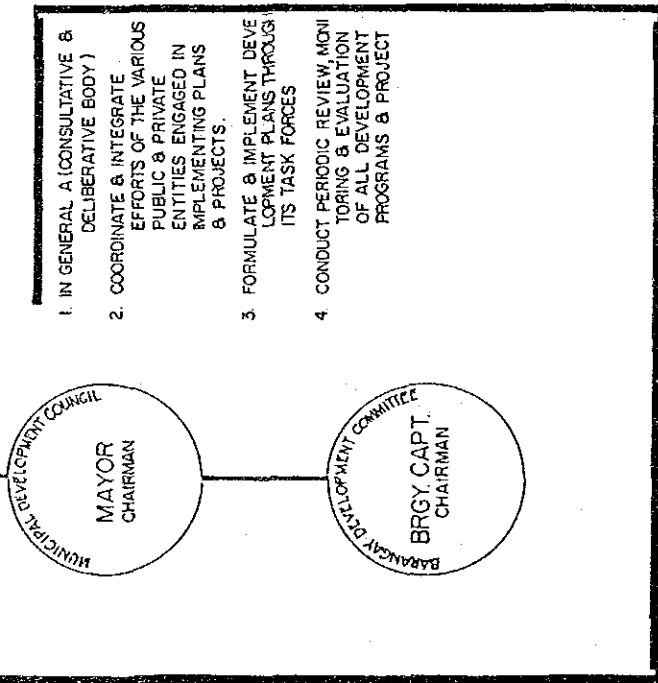 1. IN GENERAL A (CONSULTATIVE &
DELIBERATIVE BODY)
2. COORDINATE & INTEGRATE
EFFORTS OF THE VARIOUS
PUBLIC & PRIVATE
ENTITIES ENGAGED IN
IMPLEMENTING PLANS
& PROJECTS.
3. FORMULATE & IMPLEMENT DEVE
LOPMENT PLANS THROUGH
ITS TASK FORCES
4. CONDUCT PERIODIC REVIEW, MONI
TORING & EVALUATION
OF ALL DEVELOPMENT
PROGRAMS & PROJECT
MUNICIPAL DEVELOPMENT COUNCIL
MAYOR
CHAIRMAN
BARANGAY DEVELOPMENT COMMITTEE
BRGY. CAPT.
CHAIRMAN